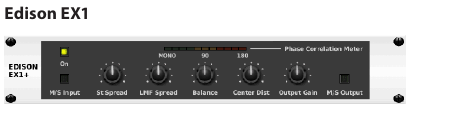 Edison EX1
On
Phase Correlation Meter
MONO 90 180
EDISON
EX1+
M/S Input St Spread LMF Spread Balance Center Dist Output Gain M/S Output